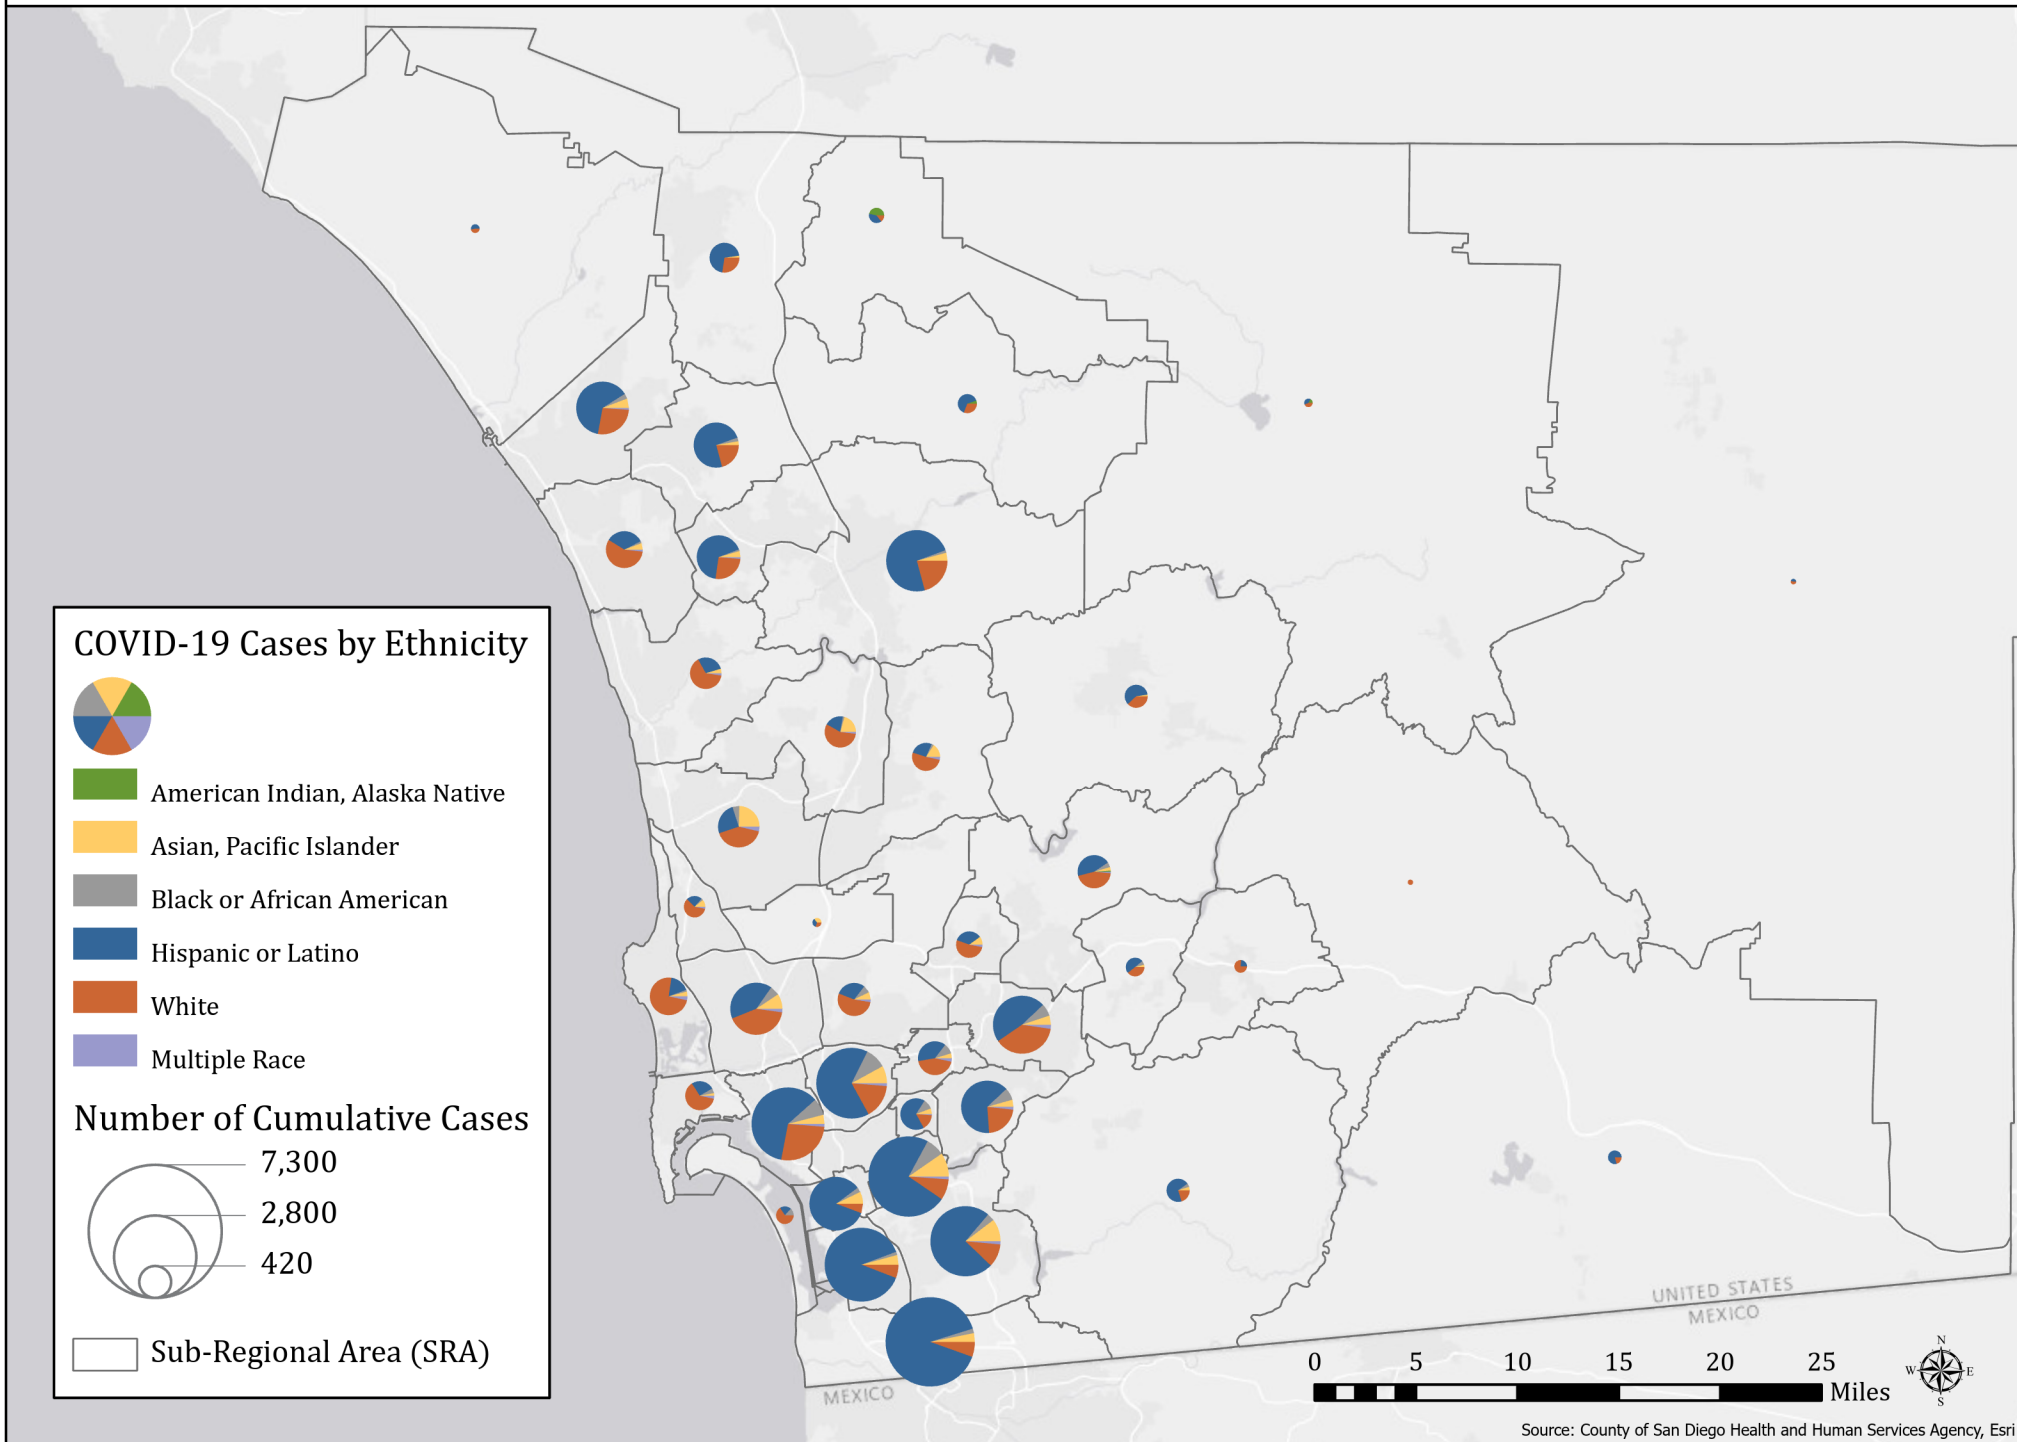 COVID-19 Cases by Ethnicity
American Indian, Alaska Native
Asian, Pacific Islander
Black or African American
Hispanic or Latino
White
Multiple Race
Number of Cumulative Cases
7,300
2,800
420
Sub-Regional Area (SRA)
UNITED STATES
MEXICO
MEXICO
0 5 10 15 20 25
Miles
N
W E
S
Source: County of San Diego Health and Human Services Agency, Esri